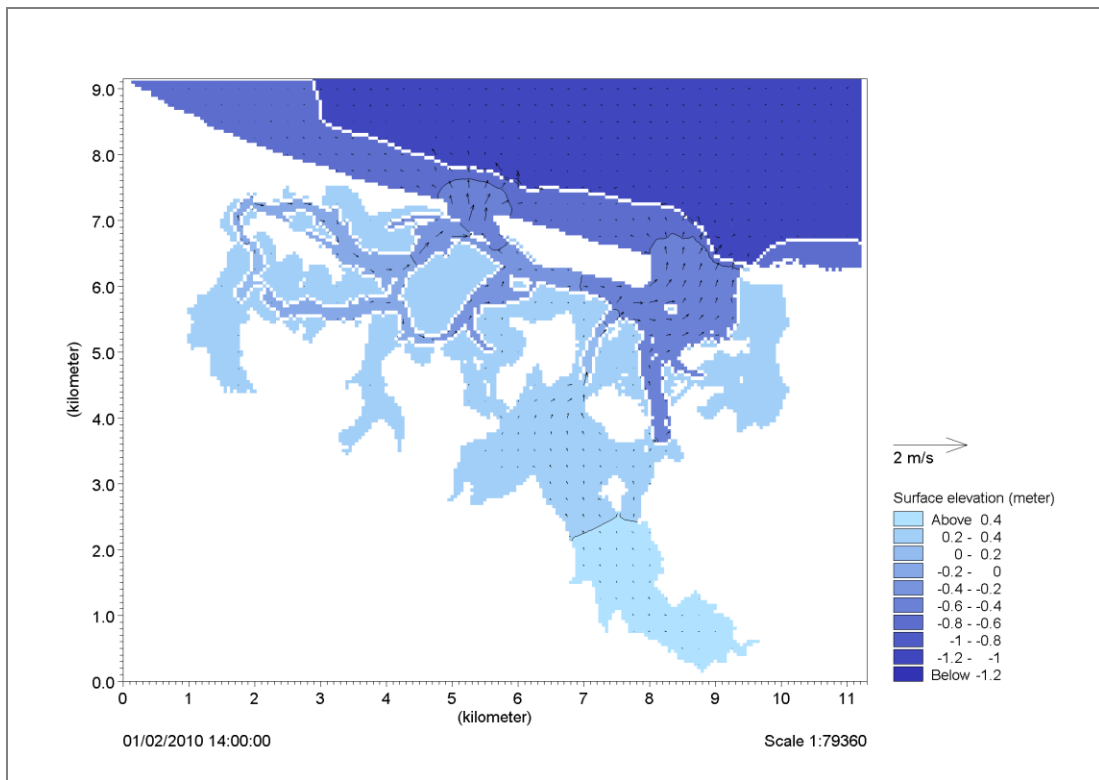 9.0
8.0
7.0
6.0
5.0
4.0
3.0
2.0
1.0
0.0
(kilometer)
0 1 2 3 4 5 6 7 8 9 10 11
(kilometer)
01/02/2010 14:00:00
Scale 1:79360
2 m/s
Surface elevation (meter)
Above 0.4
0.2 - 0.4
0 - 0.2
-0.2 - 0
-0.4 - -0.2
-0.6 - -0.4
-0.8 - -0.6
-1 - -0.8
-1.2 - -1
Below -1.2